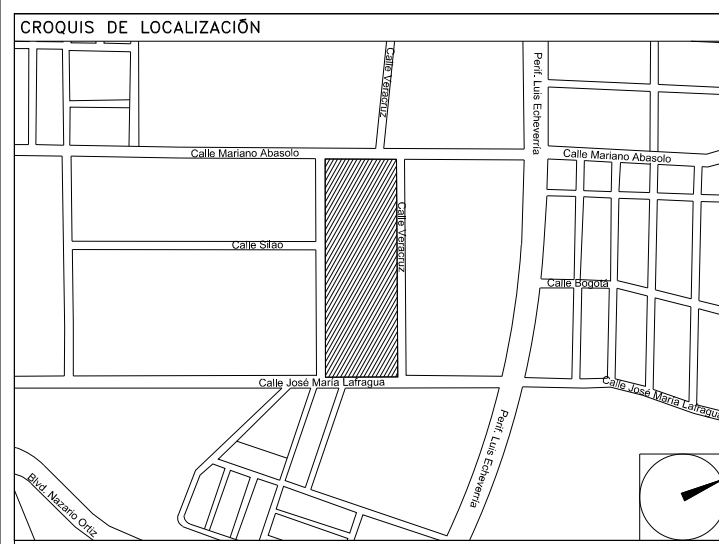 CROQUIS DE LOCALIZACIÓN
Calle Veracruz
Perif. Luis Echeverría
Calle Mariano Abasolo
Calle Mariano Abasolo
Calle Veracruz
Calle Silao
Calle Bogotá
Calle José María Lafragua
Calle José María Lafragua
Perif. Luis Echeverría
Blvd. Nazario Ortiz